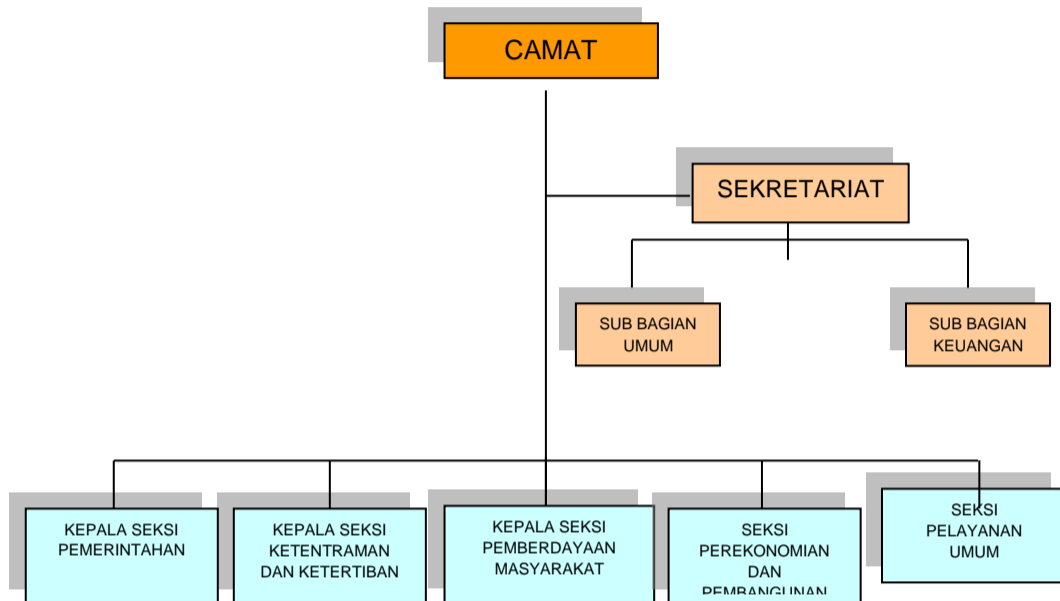 CAMAT
SEKRETARIAT
SUB BAGIAN
UMUM
SUB BAGIAN
KEUANGAN
KEPALA SEKSI
PEMERINTAHAN
KEPALA SEKSI
KETENTRAMAN
DAN KETERTIBAN
KEPALA SEKSI
PEMBERDAYAAN
MASYARAKAT
SEKSI
PEREKONOMIAN
DAN
PEMBANGUNAN
SEKSI
PELAYANAN
UMUM